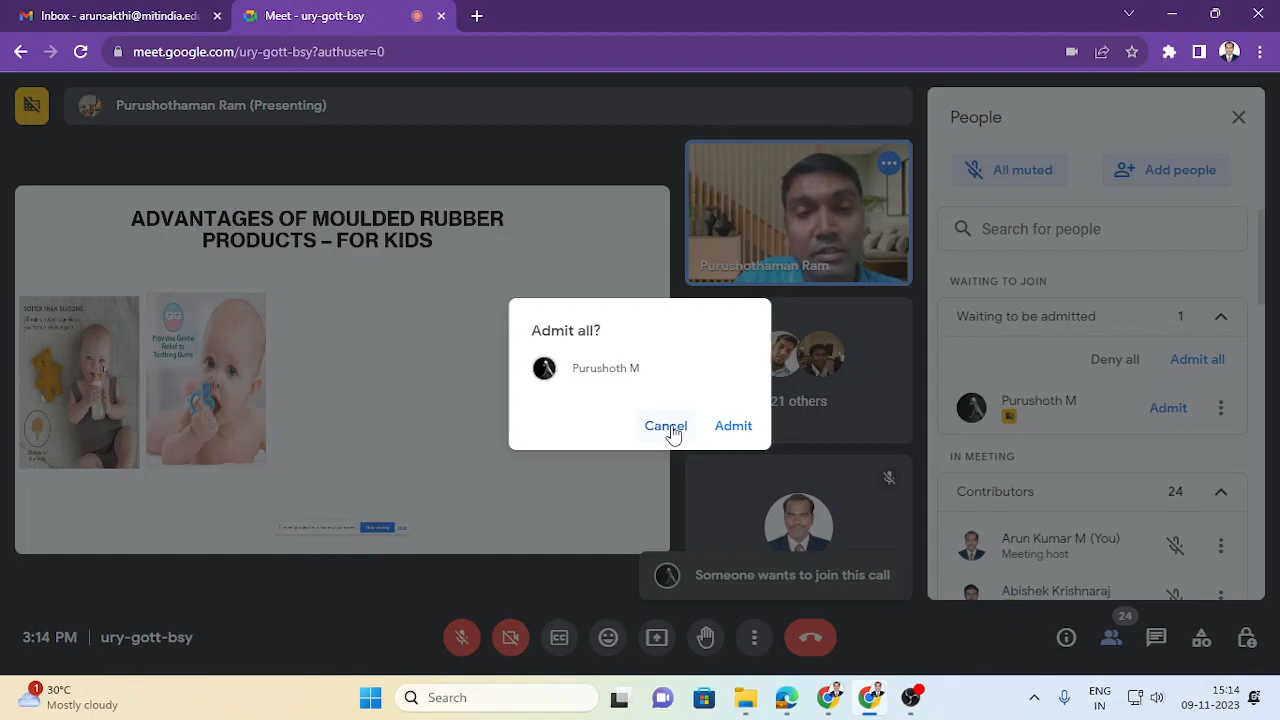 Inbox - arunsakthi@mlinda.edu
Meet - ury-gott-bsy
meet.google.com/ury-gott-bsy?authuser=0
Purushothaman Ram (Presenting)
ADVANTAGES OF MOULDED RUBBER
PRODUCTS – FOR KIDS
SOFTER THAN SILICONE
Provides Gentle
Relief to
Teething Gums
Purushothaman Ram
21 others
Someone wants to join this call
Admit all?
Purushoth M
Cancel
Admit
People
All muted
Add people
Search for people
WAITING TO JOIN
Waiting to be admitted
1
Deny all
Admit all
Purushoth M
Admit
IN MEETING
Contributors
24
Arun Kumar M (You)
Meeting host
Abishek Krishnaraj
3:14 PM
ury-gott-bsy
24
1
30°C
Mostly cloudy
Search
ENG
IN
15:14
09-11-2023